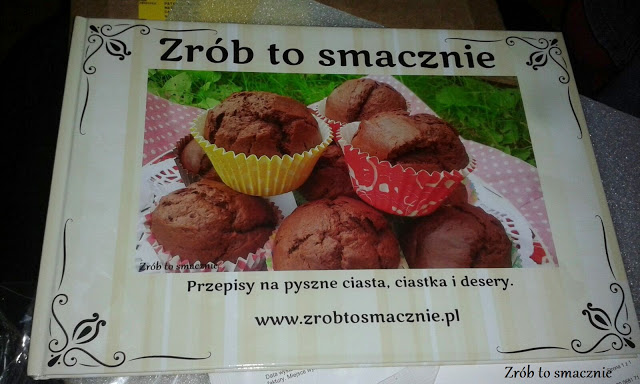 Zrób to smacznie
Zrób to smacznie
Przepisy na pyszne ciasta, ciastka i desery.
www.zrobtosmacznie.pl
Zrób to smacznie